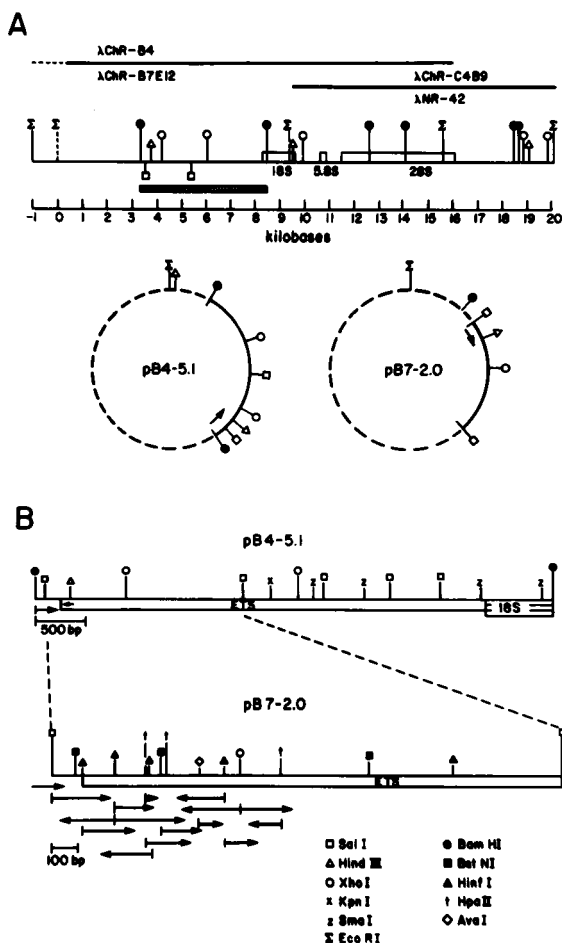 A
λChR-B4
λChR-B7E12
λChR-C4B9
λNR-42
Σ Σ Σ Σ Σ
18S 5.8S 28S
-1 0 1 2 3 4 5 6 7 8 9 10 11 12 13 14 15 16 17 18 19 20
kilobases
Σ Σ
pB4-5.1 pB7-2.0
B
pB4-5.1
x z z z z
ETS 18S
500 bp
pB7-2.0
ETS
100 bp
Sal I Bam HI
Hind III Bst NI
Xho I Hinf I
x Kpn I † Hpa II
z Sma I Ava I
Σ Eco RI